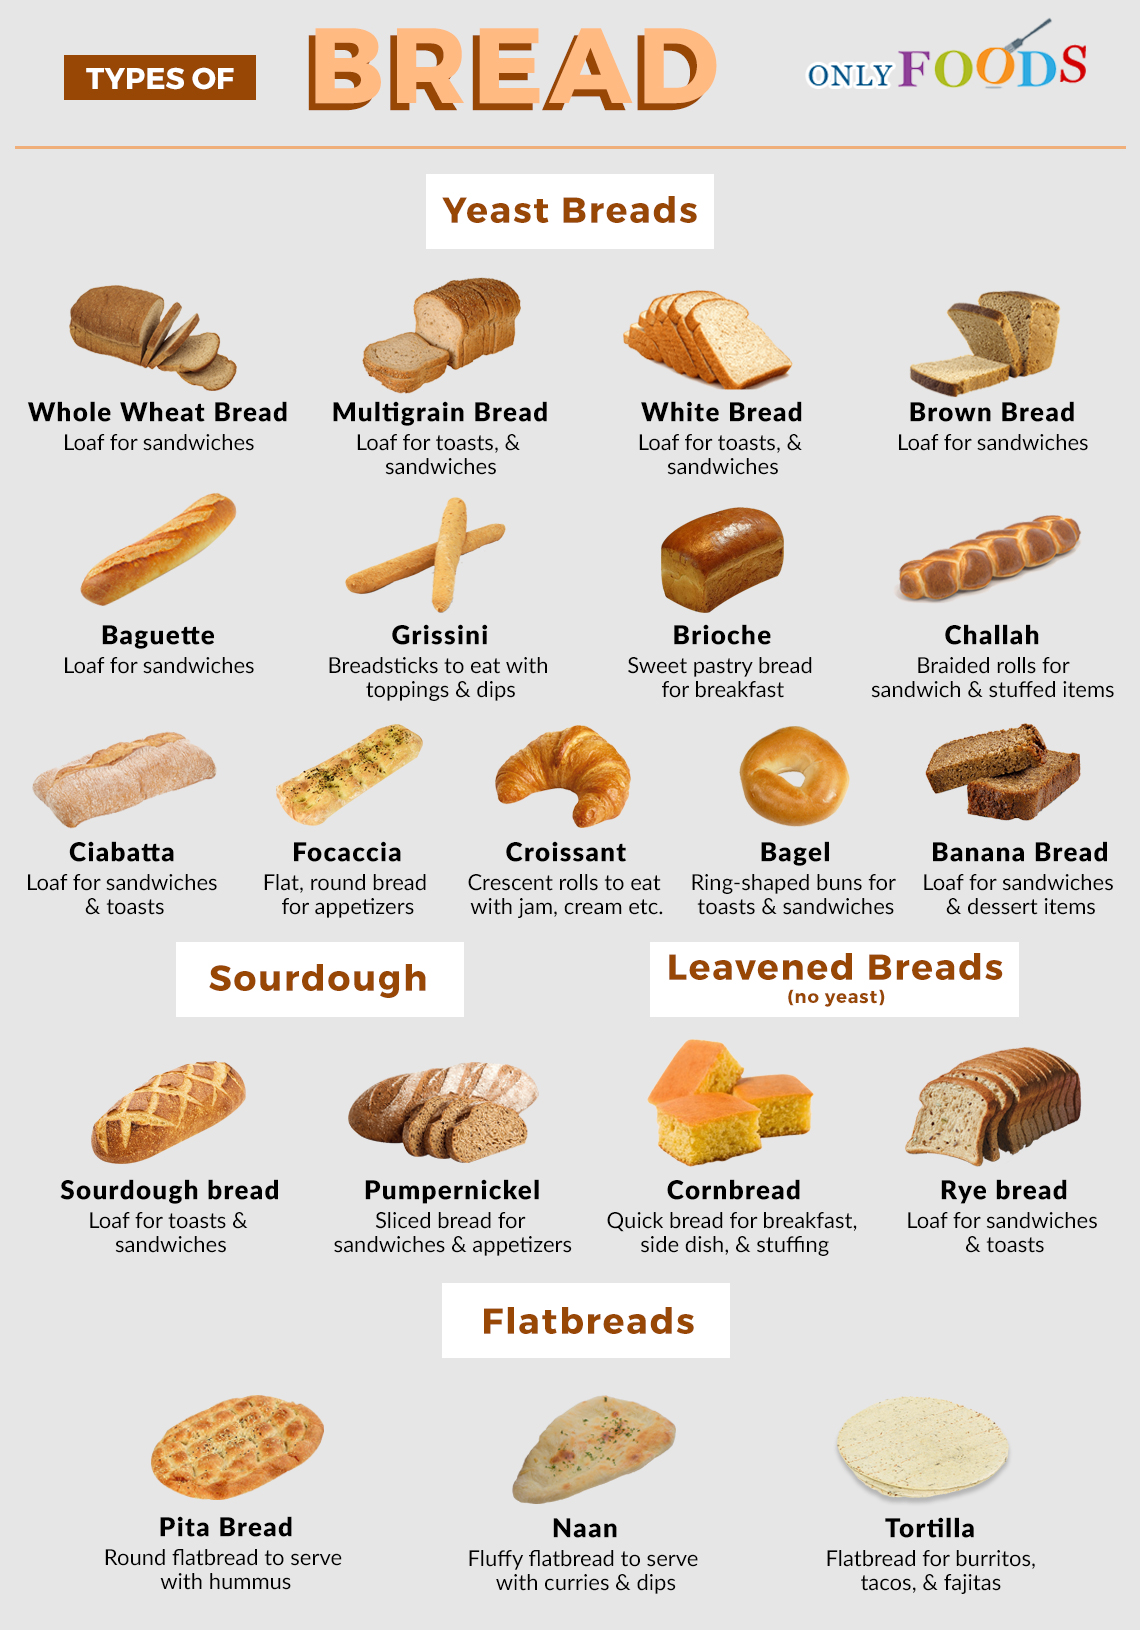 TYPES OF
BREAD
ONLY FOODS
Yeast Breads
Whole Wheat Bread
Loaf for sandwiches
Multigrain Bread
Loaf for toasts, &
sandwiches
White Bread
Loaf for toasts, &
sandwiches
Brown Bread
Loaf for sandwiches
Baguette
Loaf for sandwiches
Grissini
Breadsticks to eat with
toppings & dips
Brioche
Sweet pastry bread
for breakfast
Challah
Braided rolls for
sandwich & stuffed items
Ciabatta
Loaf for sandwiches
& toasts
Focaccia
Flat, round bread
for appetizers
Croissant
Crescent rolls to eat
with jam, cream etc.
Bagel
Ring-shaped buns for
toasts & sandwiches
Banana Bread
Loaf for sandwiches
& dessert items
Sourdough
Sourdough bread
Loaf for toasts &
sandwiches
Pumpernickel
Sliced bread for
sandwiches & appetizers
Leavened Breads
(no yeast)
Cornbread
Quick bread for breakfast,
side dish, & stuffing
Rye bread
Loaf for sandwiches
& toasts
Flatbreads
Pita Bread
Round flatbread to serve
with hummus
Naan
Fluffy flatbread to serve
with curries & dips
Tortilla
Flatbread for burritos,
tacos, & fajitas